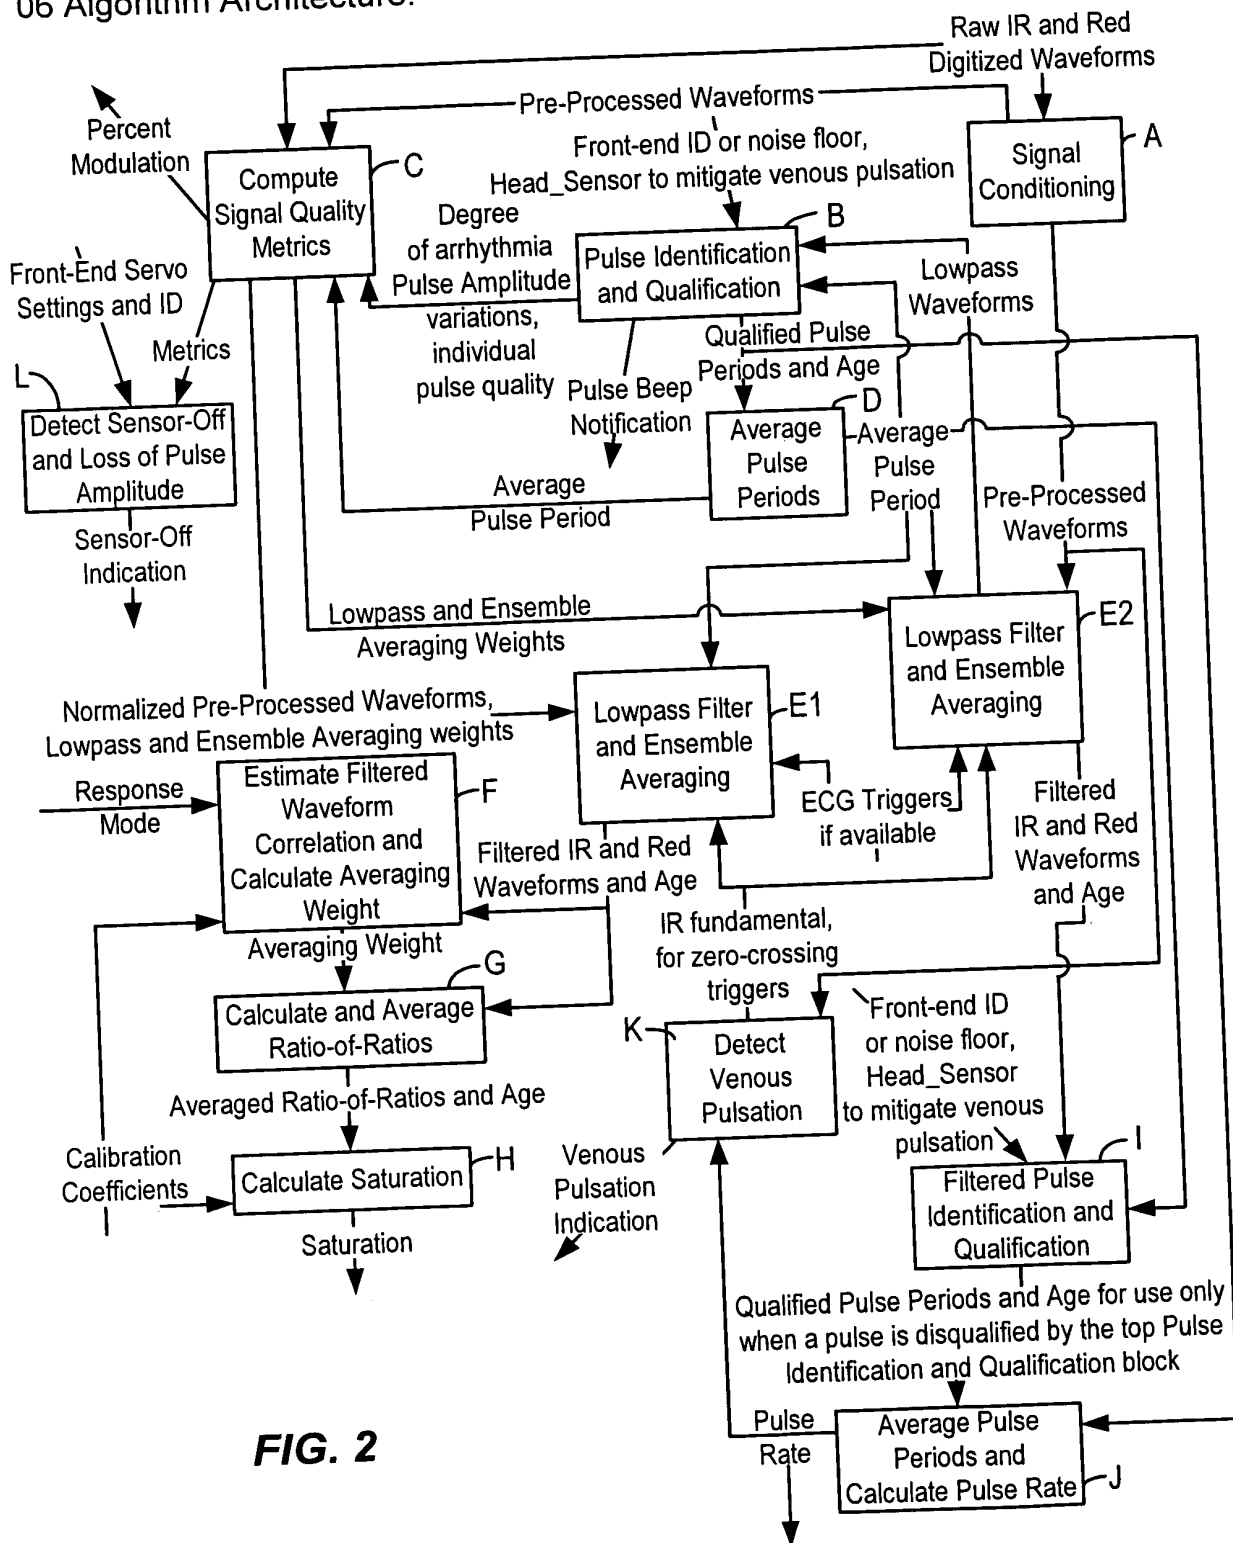 06 Algorithm Architecture:
Raw IR and Red
Digitized Waveforms
Pre-Processed Waveforms
Percent
Modulation
Front-end ID or noise floor,
Head_Sensor to mitigate venous pulsation
A
Signal
Conditioning
C
Compute
Signal Quality
Metrics
Degree
of arrhythmia
Pulse Amplitude
variations,
individual
pulse quality
B
Pulse Identification
and Qualification
Lowpass
Waveforms
Front-End Servo
Settings and ID
Metrics
Qualified Pulse
Periods and Age
Pulse Beep
Notification
L
Detect Sensor-Off
and Loss of Pulse
Amplitude
D
Average
Pulse
Periods
Average
Pulse
Period
Average
Pulse Period
Pre-Processed
Waveforms
Sensor-Off
Indication
Lowpass and Ensemble
Averaging Weights
E2
Lowpass Filter
and Ensemble
Averaging
Normalized Pre-Processed Waveforms,
Lowpass and Ensemble Averaging weights
E1
Lowpass Filter
and Ensemble
Averaging
Response
Mode
F
Estimate Filtered
Waveform
Correlation and
Calculate Averaging
Weight
ECG Triggers
if available
Filtered
IR and Red
Waveforms
and Age
Filtered IR and Red
Waveforms and Age
Averaging Weight
IR fundamental,
for zero-crossing
triggers
G
Calculate and Average
Ratio-of-Ratios
K
Detect
Venous
Pulsation
Front-end ID
or noise floor,
Head_Sensor
to mitigate venous
pulsation
Averaged Ratio-of-Ratios and Age
Calibration
Coefficients
H
Calculate Saturation
Venous
Pulsation
Indication
I
Filtered Pulse
Identification and
Qualification
Saturation
Qualified Pulse Periods and Age for use only
when a pulse is disqualified by the top Pulse
Identification and Qualification block
Pulse
Rate
Average Pulse
Periods and
Calculate Pulse Rate
J
FIG. 2